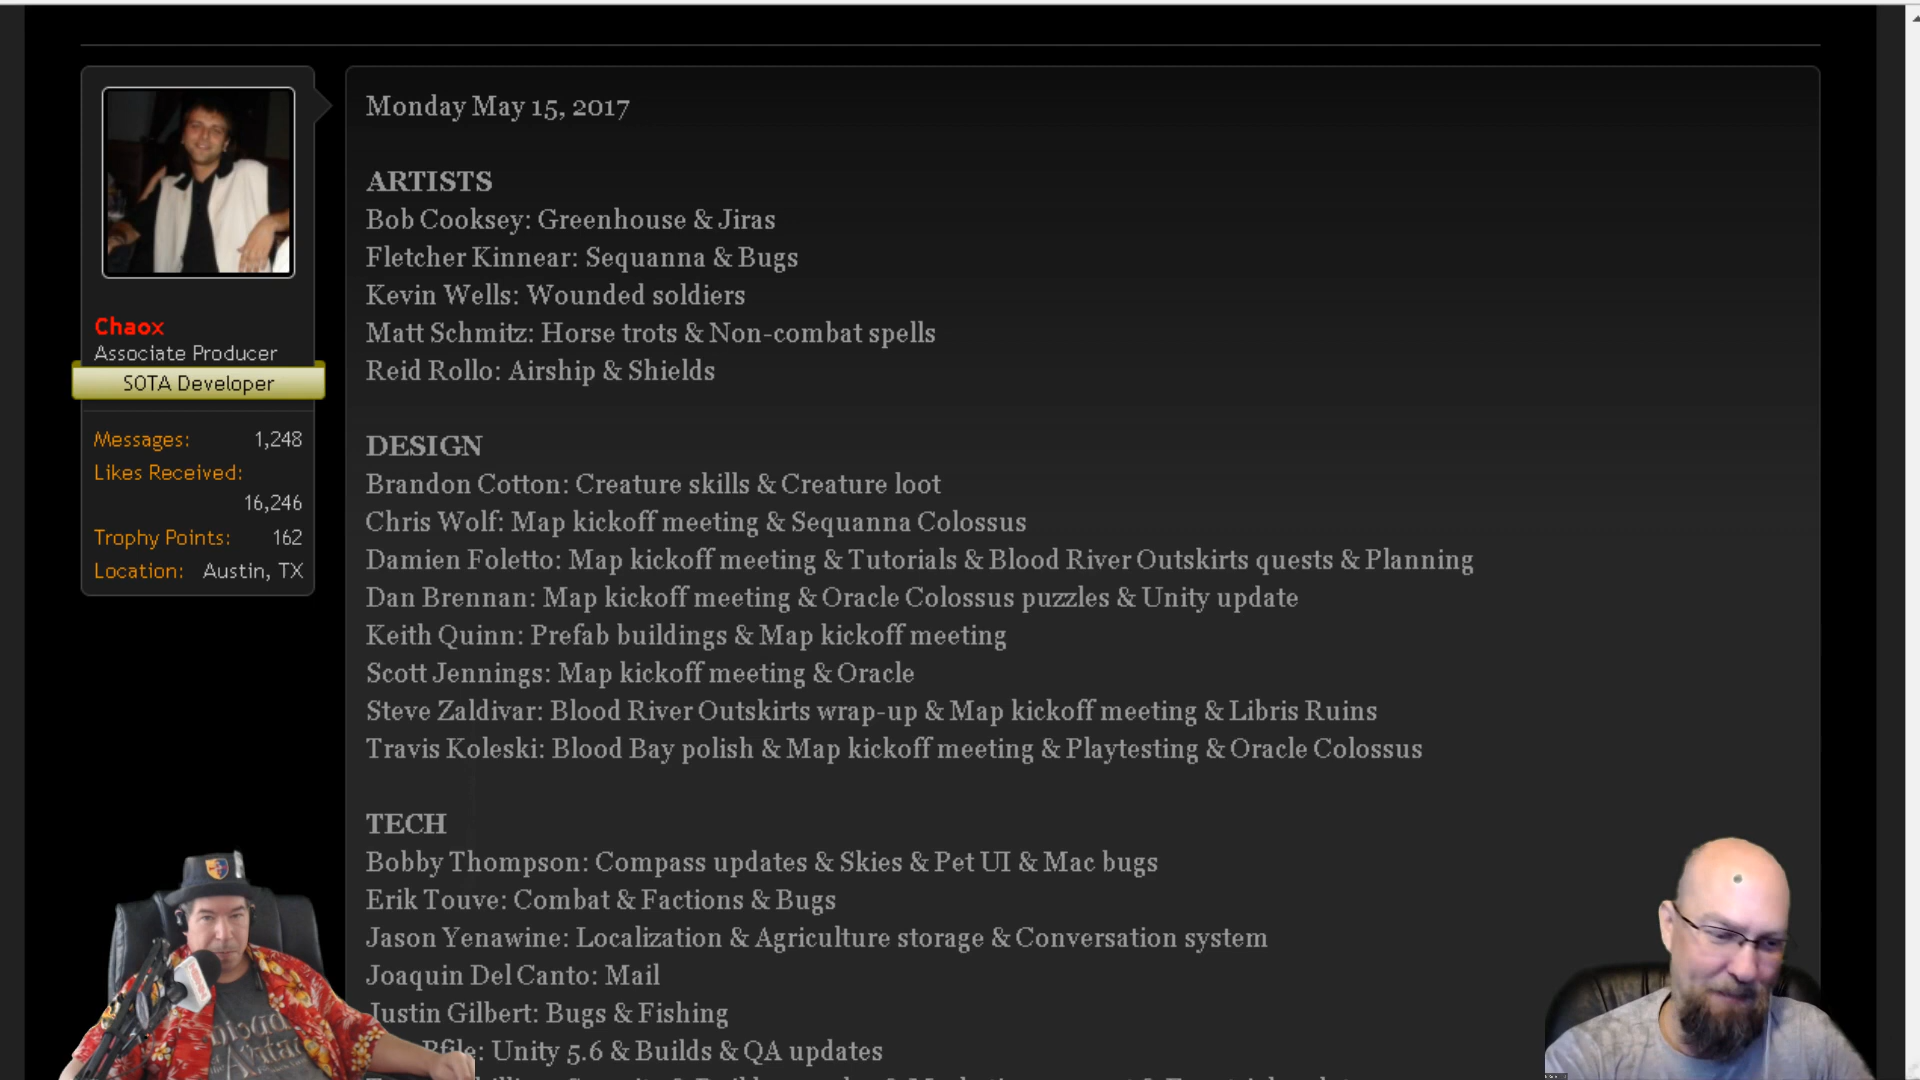 Monday May 15, 2017
ARTISTS
Bob Cooksey: Greenhouse & Jiras
Fletcher Kinnear: Sequanna & Bugs
Kevin Wells: Wounded soldiers
Matt Schmitz: Horse trots & Non-combat spells
Reid Rollo: Airship & Shields
Chaox
Associate Producer
SOTA Developer
Messages: 1,248
Likes Received:
16,246
Trophy Points: 162
Location: Austin, TX
DESIGN
Brandon Cotton: Creature skills & Creature loot
Chris Wolf: Map kickoff meeting & Sequanna Colossus
Damien Foletto: Map kickoff meeting & Tutorials & Blood River Outskirts quests & Planning
Dan Brennan: Map kickoff meeting & Oracle Colossus puzzles & Unity update
Keith Quinn: Prefab buildings & Map kickoff meeting
Scott Jennings: Map kickoff meeting & Oracle
Steve Zaldivar: Blood River Outskirts wrap-up & Map kickoff meeting & Libris Ruins
Travis Koleski: Blood Bay polish & Map kickoff meeting & Playtesting & Oracle Colossus
TECH
Bobby Thompson: Compass updates & Skies & Pet UI & Mac bugs
Erik Touve: Combat & Factions & Bugs
Jason Yenawine: Localization & Agriculture storage & Conversation system
Joaquin Del Canto: Mail
Justin Gilbert: Bugs & Fishing
Unity 5.6 & Builds & QA updates